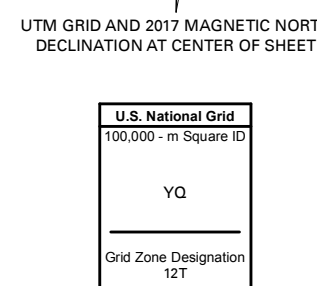 UTM GRID AND 2017 MAGNETIC NORT
DECLINATION AT CENTER OF SHEET
U.S. National Grid
100,000 - m Square ID
YQ
Grid Zone Designation
12T